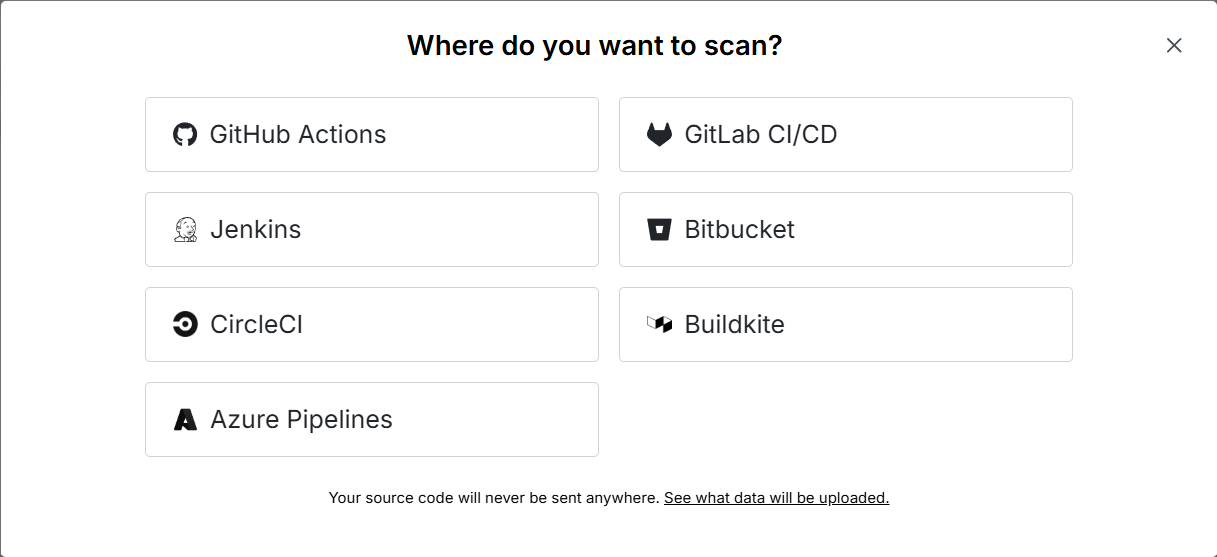 Where do you want to scan?
GitHub Actions
GitLab CI/CD
Jenkins
Bitbucket
CircleCI
Buildkite
Azure Pipelines
Your source code will never be sent anywhere. See what data will be uploaded.